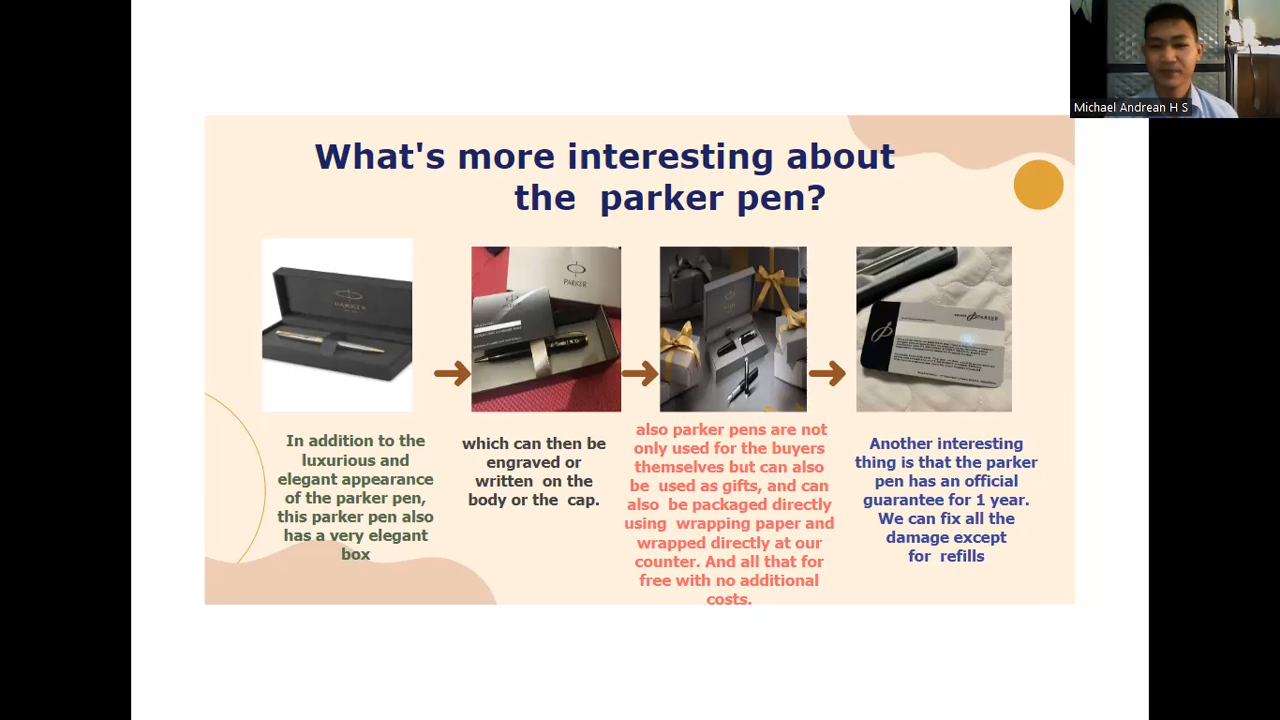 Michael Andrean H S
What's more interesting about
the parker pen?
PARKER
PARKER
PARKER
In addition to the
luxurious and
elegant appearance
of the parker pen,
this parker pen also
has a very elegant
box
which can then be
engraved or
written on the
body or the cap.
also parker pens are not
only used for the buyers
themselves but can also
be used as gifts, and can
also be packaged directly
using wrapping paper and
wrapped directly at our
counter. And all that for
free with no additional
costs.
Another interesting
thing is that the parker
pen has an official
guarantee for 1 year.
We can fix all the
damage except
for refills